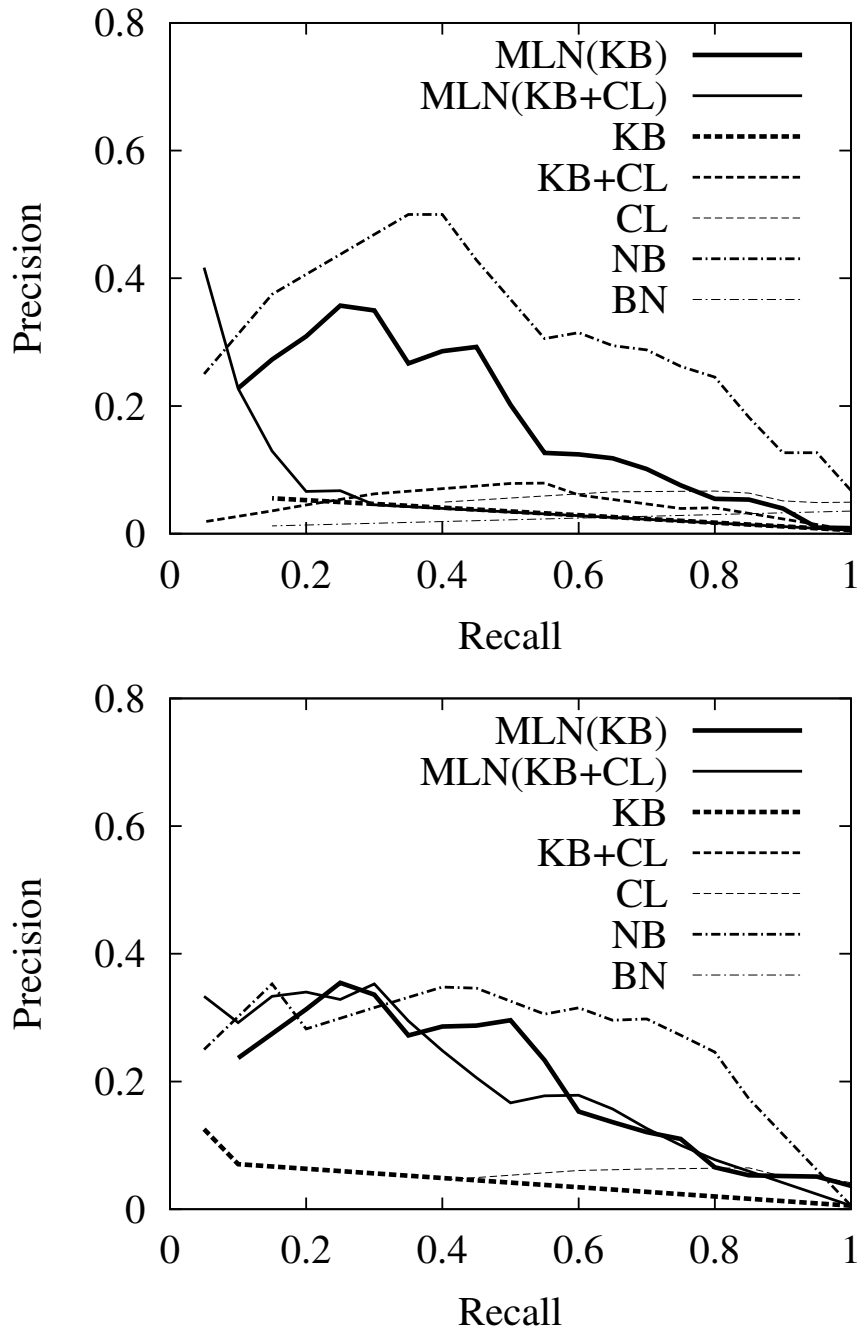 0.8
MLN(KB)
MLN(KB+CL)
KB
0.6
KB+CL
CL
NB
0.4
BN
Precision
0.2
0
0 0.2 0.4 0.6 0.8 1
Recall
0.8
MLN(KB)
MLN(KB+CL)
KB
0.6
KB+CL
CL
NB
0.4
BN
Precision
0.2
0
0 0.2 0.4 0.6 0.8 1
Recall